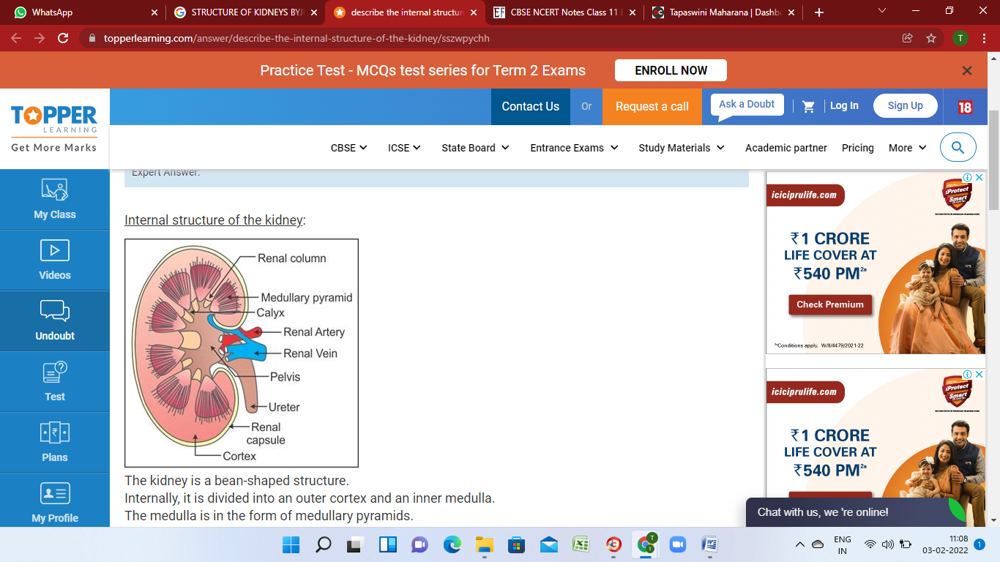 WhatsApp
STRUCTURE OF KIDNEYS BYJ
describe the internal structur
CBSE NCERT Notes Class 11
Tapaswini Maharana | Dashb
topperlearning.com/answer/describe-the-internal-structure-of-the-kidney/sszwpychh
T
Practice Test - MCQs test series for Term 2 Exams
ENROLL NOW
TOPPER
LEARNING
Get More Marks
Contact Us
Or
Request a call
Ask a Doubt
Log In
Sign Up
18
CBSE
ICSE
State Board
Entrance Exams
Study Materials
Academic partner
Pricing
More
My Class
Videos
Undoubt
Test
Plans
My Profile
Expert Answer:
Internal structure of the kidney:
Renal column
Medullary pyramid
Calyx
Renal Artery
Renal Vein
Pelvis
Ureter
Renal
capsule
Cortex
The kidney is a bean-shaped structure.
Internally, it is divided into an outer cortex and an inner medulla.
The medulla is in the form of medullary pyramids.
iciciprulife.com
iProtect
Smart
₹1 CRORE
LIFE COVER AT
₹540 PM2a
Check Premium
2aConditions apply. W/II/4479/2021-22
iciciprulife.com
iProtect
Smart
₹1 CRORE
LIFE COVER AT
₹540 PM2a
Chat with us, we 're online!
ENG
IN
11:08
03-02-2022
1